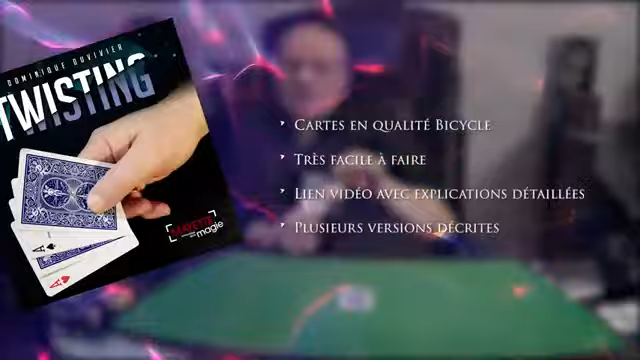 DOMINIQUE DUVIVIER
TWISTING
MAYETTE
magie
Cartes en qualité Bicycle
Très facile à faire
Lien vidéo avec explications détaillées
Plusieurs versions décrites
A
A